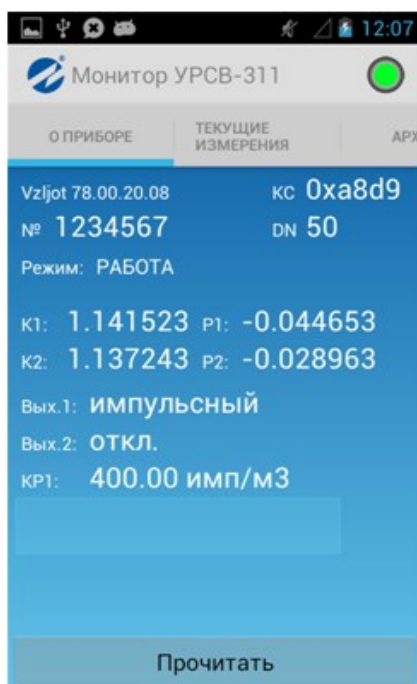 12:07
Монитор УРСВ-311
О ПРИБОРЕ ТЕКУЩИЕ ИЗМЕРЕНИЯ АРХ
Vzljot 78.00.20.08 КС 0xa8d9
№ 1234567 DN 50
Режим: РАБОТА
К1: 1.141523 Р1: -0.044653
К2: 1.137243 Р2: -0.028963
Вых.1: импульсный
Вых.2: откл.
КР1: 400.00 имп/м3
Прочитать